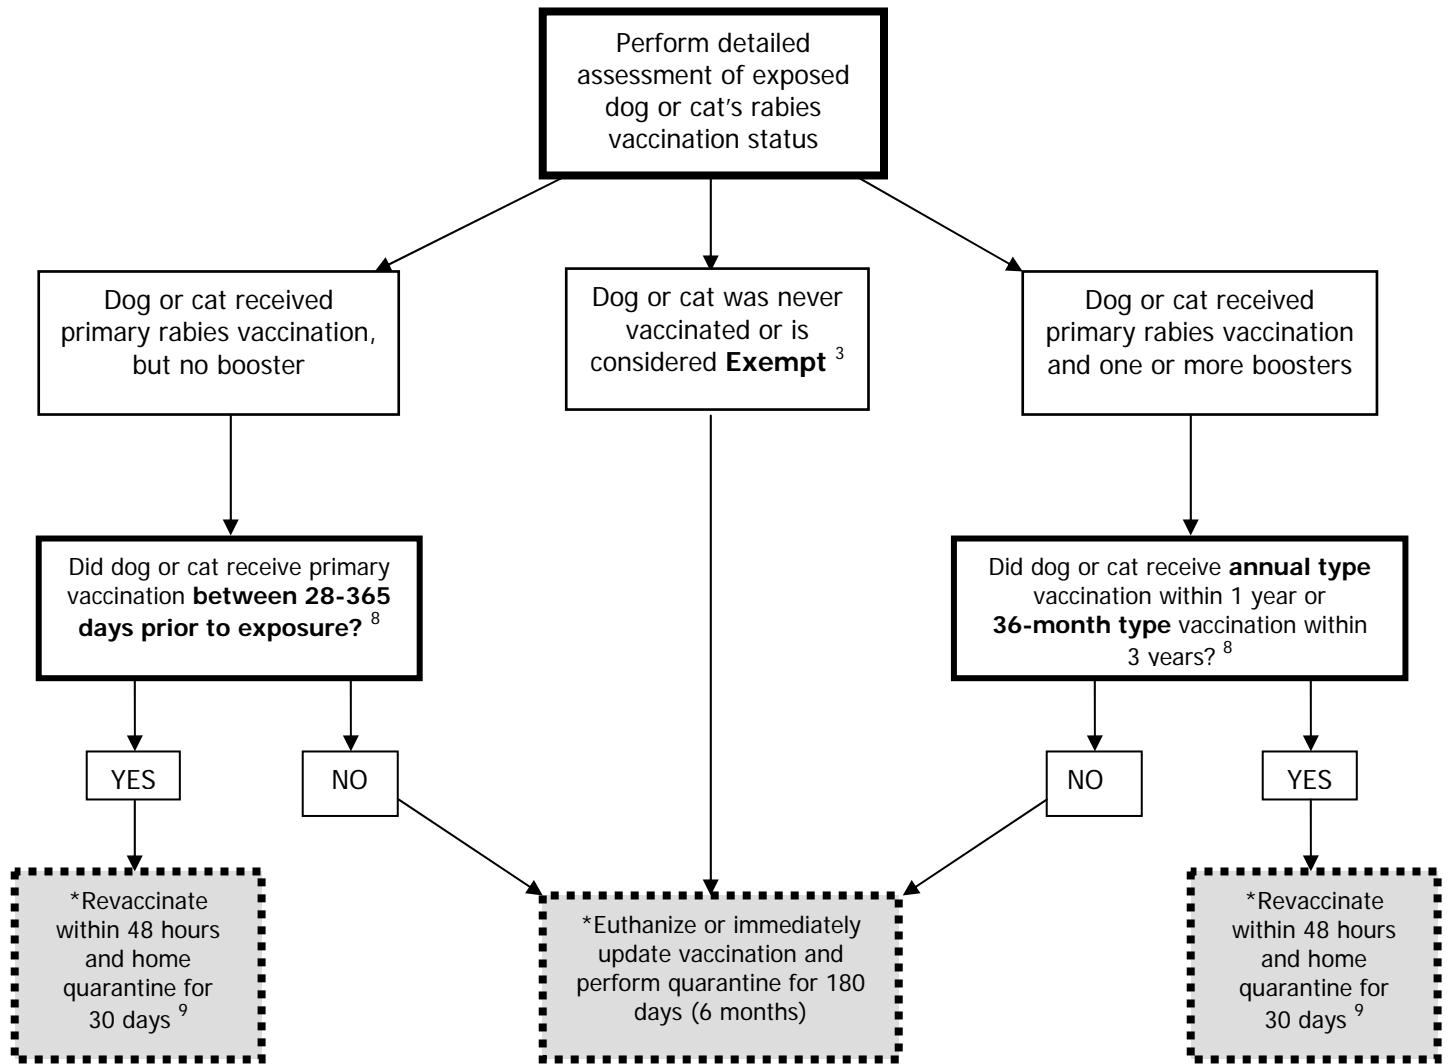 Perform detailed
assessment of exposed
dog or cat's rabies
vaccination status
Dog or cat received
primary rabies vaccination,
but no booster
Dog or cat was never
vaccinated or is
considered Exempt 3
Dog or cat received
primary rabies vaccination
and one or more boosters
Did dog or cat receive primary
vaccination between 28-365
days prior to exposure? 8
Did dog or cat receive annual type
vaccination within 1 year or
36-month type vaccination within
3 years? 8
YES
NO
NO
YES
*Revaccinate
within 48 hours
and home
quarantine for
30 days 9
*Euthanize or immediately
update vaccination and
perform quarantine for 180
days (6 months)
*Revaccinate
within 48 hours
and home
quarantine for
30 days 9